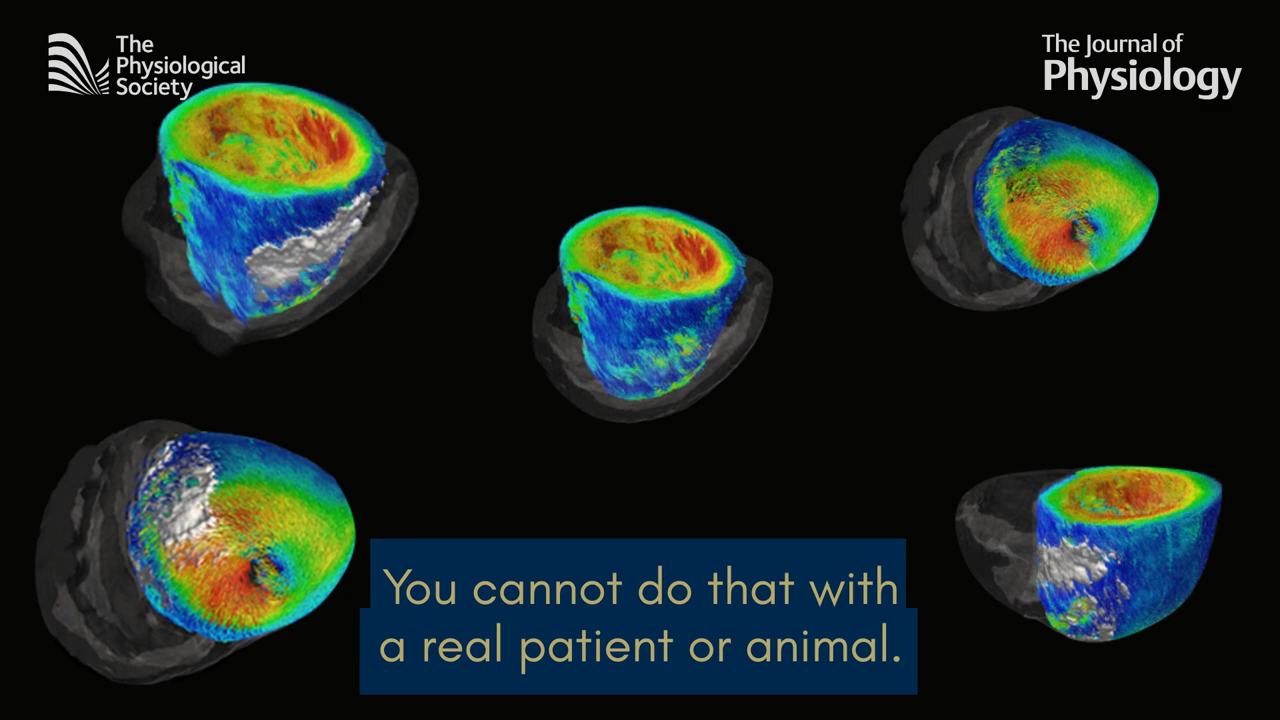 The
Physiological
Society
The Journal of
Physiology
You cannot do that with
a real patient or animal.